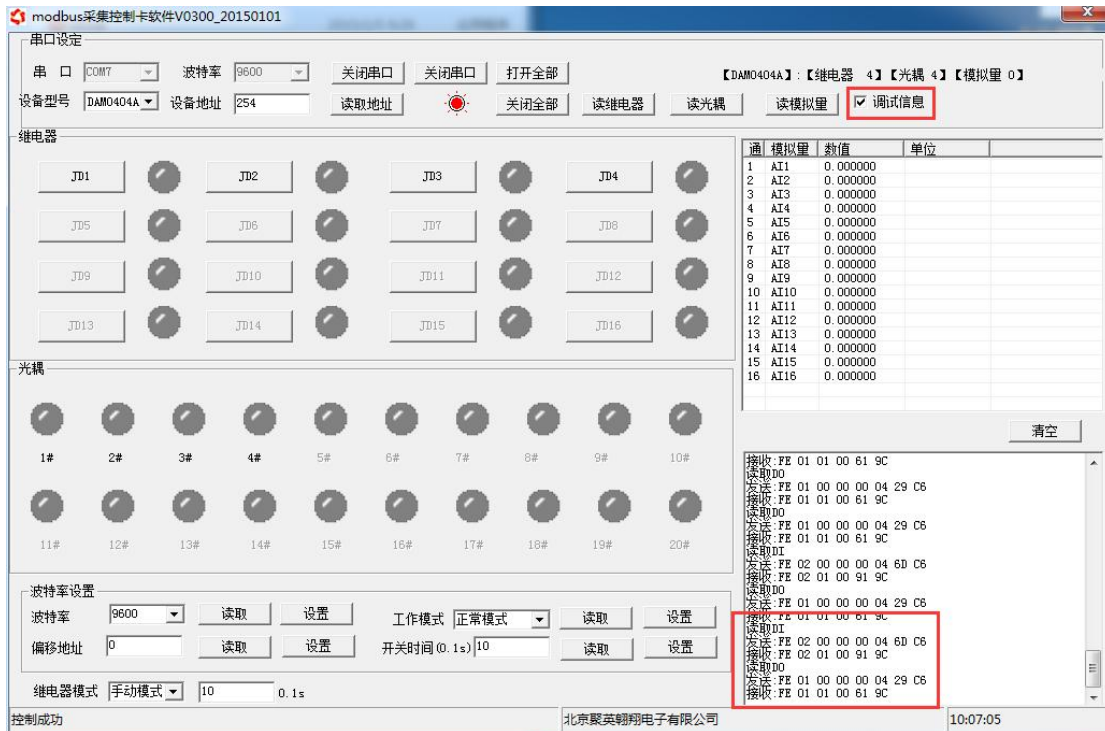 modbus采集控制卡软件V0300_20150101
串口设定
串 口 COM7 波特率 9600 关闭串口 关闭串口 打开全部 【DAM0404A】:【继电器 4】【光耦 4】【模拟量 0】
设备型号 DAM0404A 设备地址 254 读取地址 关闭全部 读继电器 读光耦 读模拟量 调试信息
继电器
JD1 JD2 JD3 JD4
JD5 JD6 JD7 JD8
JD9 JD10 JD11 JD12
JD13 JD14 JD15 JD16
通 模拟量 数值 单位
1 AI1 0.000000
2 AI2 0.000000
3 AI3 0.000000
4 AI4 0.000000
5 AI5 0.000000
6 AI6 0.000000
7 AI7 0.000000
8 AI8 0.000000
9 AI9 0.000000
10 AI10 0.000000
11 AI11 0.000000
12 AI12 0.000000
13 AI13 0.000000
14 AI14 0.000000
15 AI15 0.000000
16 AI16 0.000000
光耦
1# 2# 3# 4# 5# 6# 7# 8# 9# 10#
11# 12# 13# 14# 15# 16# 17# 18# 19# 20#
清空
接收:FE 01 01 00 61 9C
读取DO
发送:FE 01 00 00 00 04 29 C6
接收:FE 01 01 00 61 9C
读取DO
发送:FE 01 00 00 00 04 29 C6
接收:FE 01 01 00 61 9C
读取DI
发送:FE 02 00 00 00 04 6D C6
接收:FE 02 01 00 91 9C
读取DO
发送:FE 01 00 00 00 04 29 C6
接收:FE 01 01 00 61 9C
读取DI
发送:FE 02 00 00 00 04 6D C6
接收:FE 02 01 00 91 9C
读取DO
发送:FE 01 00 00 00 04 29 C6
接收:FE 01 01 00 61 9C
波特率设置
波特率 9600 读取 设置 工作模式 正常模式 读取 设置
偏移地址 0 读取 设置 开关时间(0.1s) 10 读取 设置
继电器模式 手动模式 10 0.1s
控制成功 北京聚英翱翔电子有限公司 10:07:05